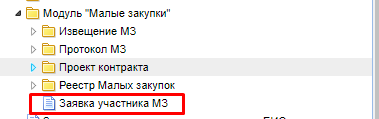 Модуль "Малые закупки"
Извещение МЗ
Протокол МЗ
Проект контракта
Реестр Малых закупок
Заявка участника МЗ